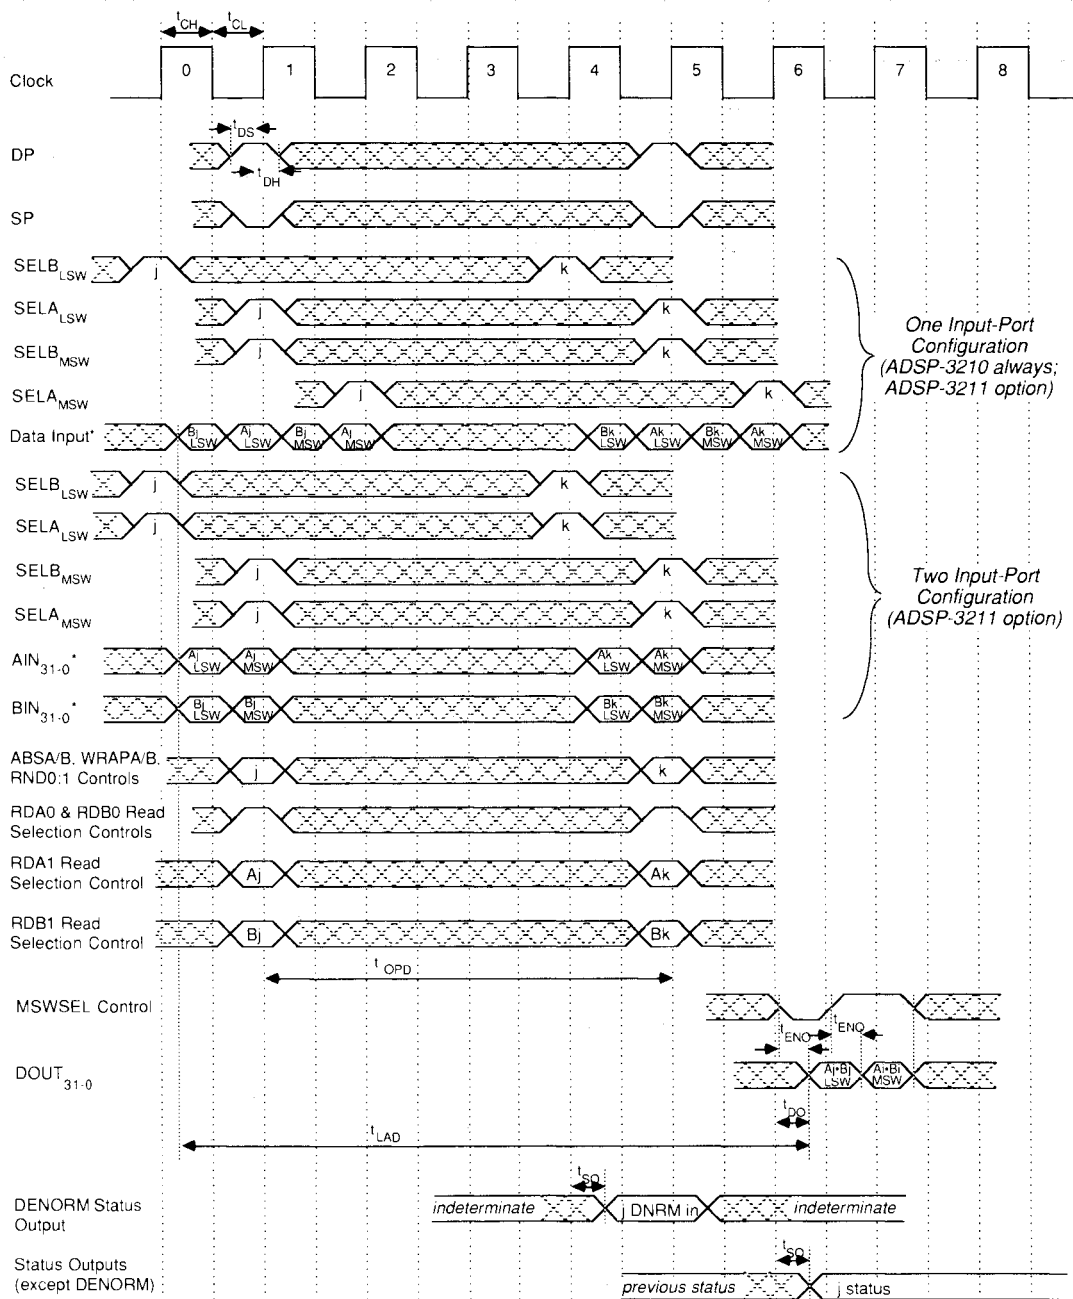 tCH tCL
Clock 0 1 2 3 4 5 6 7 8
tDS
DP
tDH
SP
SELBLSW j k
SELALSW j k
SELBMSW j k
SELAMSW j k
Data Input* Bj LSW Aj LSW Bj MSW Aj MSW Bk LSW Ak LSW Bk MSW Ak MSW
One Input-Port
Configuration
(ADSP-3210 always;
ADSP-3211 option)
SELBLSW j k
SELALSW j k
SELBMSW j k
SELAMSW j k
AIN31-0* Aj LSW Aj MSW Ak LSW Ak MSW
BIN31-0* Bj LSW Bj MSW Bk LSW Bk MSW
Two Input-Port
Configuration
(ADSP-3211 option)
ABSA/B, WRAPA/B,
RND0:1 Controls j k
RDA0 & RDB0 Read
Selection Controls
RDA1 Read
Selection Control Aj Ak
RDB1 Read
Selection Control Bj Bk
tOPD
MSWSEL Control
tENO tENO
DOUT31-0 Aj•Bj LSW Aj•Bj MSW
tDO
tLAD
tSO
DENORM Status
Output
indeterminate j DNRM in indeterminate
tSO
Status Outputs
(except DENORM)
previous status j status